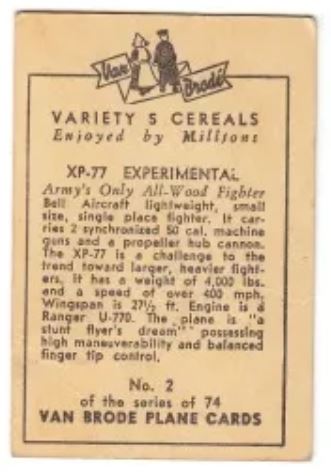 Van Brodé
VARIETY 5 CEREALS
Enjoyed by Millions
XP-77 EXPERIMENTAL
Army's Only All-Wood Fighter
Bell Aircraft lightweight, small
size, single place fighter. It car-
ries 2 synchronized 50 cal. machine
guns and a propeller hub cannon.
The XP-77 is a challenge to the
trend toward larger, heavier fight-
ers. It has a weight of 4,000 lbs.
and a speed of over 400 mph.
Wingspan is 27½ ft. Engine is a
Ranger U-770. The plane is "a
stunt flyer's dream" possessing
high maneuverability and balanced
finger tip control.
No. 2
of the series of 74
VAN BRODE PLANE CARDS